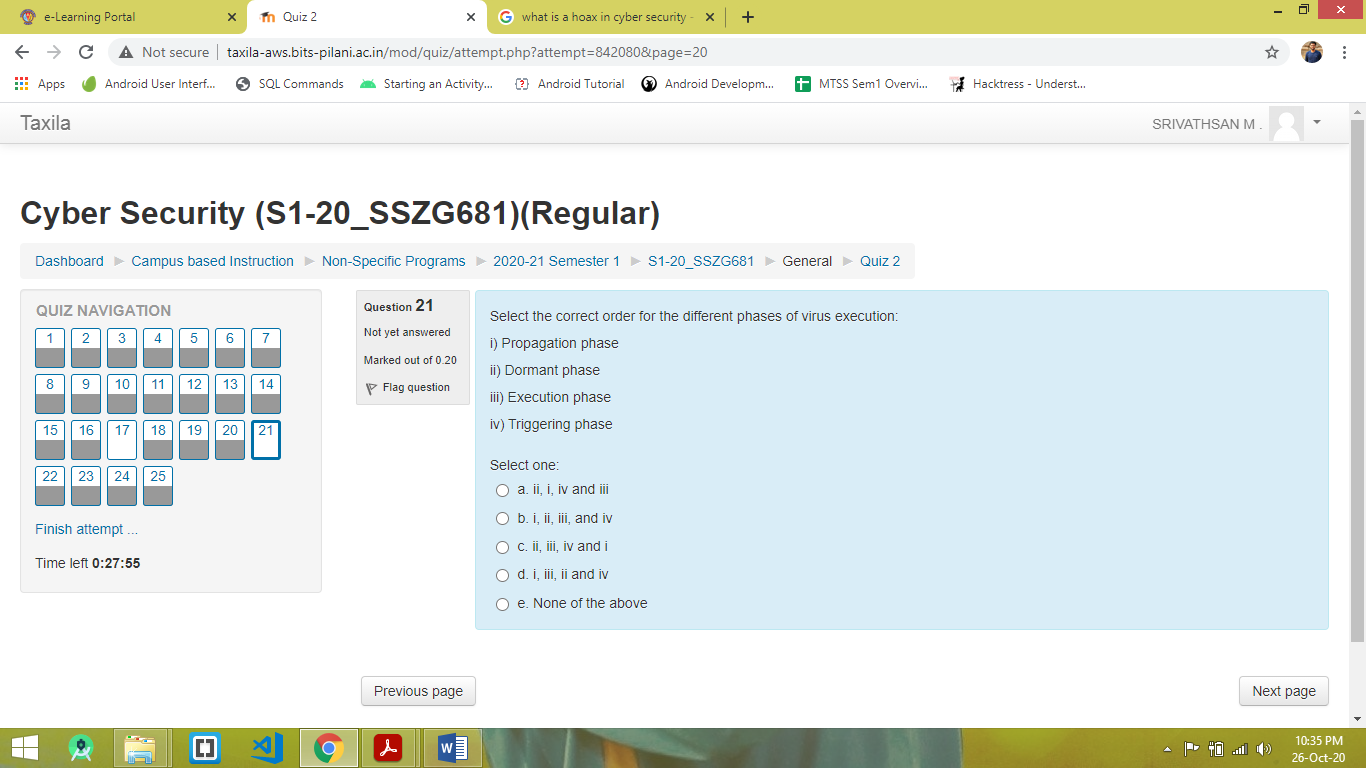 e-Learning Portal
Quiz 2
what is a hoax in cyber security -
Not secure
taxila-aws.bits-pilani.ac.in/mod/quiz/attempt.php?attempt=842080&page=20
Apps
Android User Interf...
SQL Commands
Starting an Activity...
Android Tutorial
Android Developm...
MTSS Sem1 Overvi...
Hacktress - Underst...
Taxila
SRIVATHSAN M .
Cyber Security (S1-20_SSZG681)(Regular)
Dashboard ► Campus based Instruction ► Non-Specific Programs ► 2020-21 Semester 1 ► S1-20_SSZG681 ► General ► Quiz 2
QUIZ NAVIGATION
1 2 3 4 5 6 7
8 9 10 11 12 13 14
15 16 17 18 19 20 21
22 23 24 25
Finish attempt ...
Time left 0:27:55
Question 21
Not yet answered
Marked out of 0.20
Flag question
Select the correct order for the different phases of virus execution:
i) Propagation phase
ii) Dormant phase
iii) Execution phase
iv) Triggering phase
Select one:
a. ii, i, iv and iii
b. i, ii, iii, and iv
c. ii, iii, iv and i
d. i, iii, ii and iv
e. None of the above
Previous page
Next page
10:35 PM
26-Oct-20